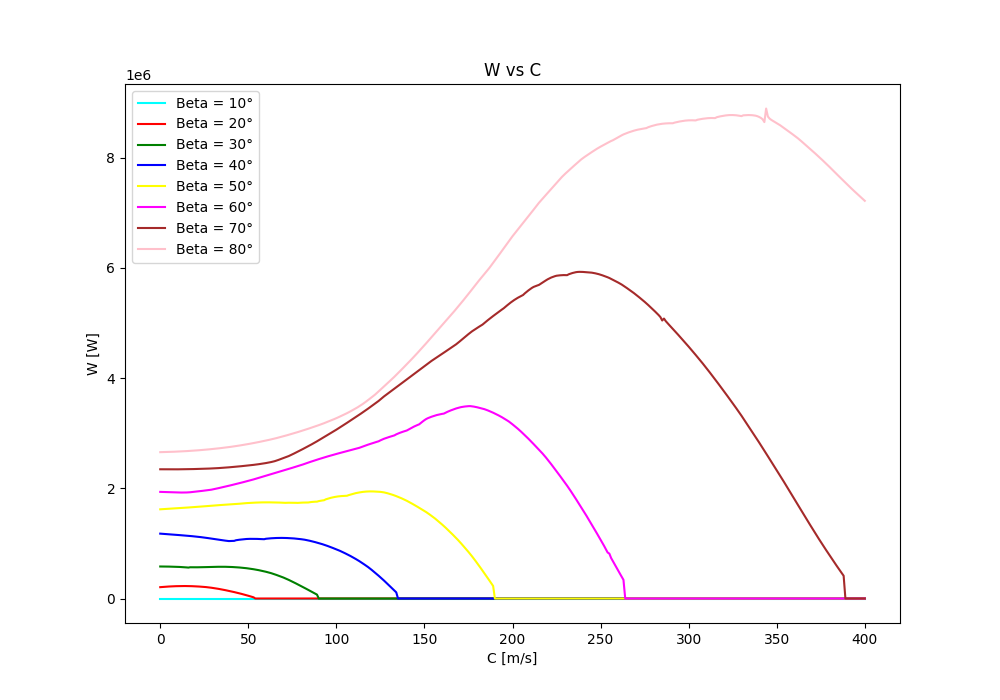 W vs C
1e6
Beta = 10°
Beta = 20°
Beta = 30°
Beta = 40°
Beta = 50°
Beta = 60°
Beta = 70°
Beta = 80°
8
6
4
2
0
W [W]
0 50 100 150 200 250 300 350 400
C [m/s]